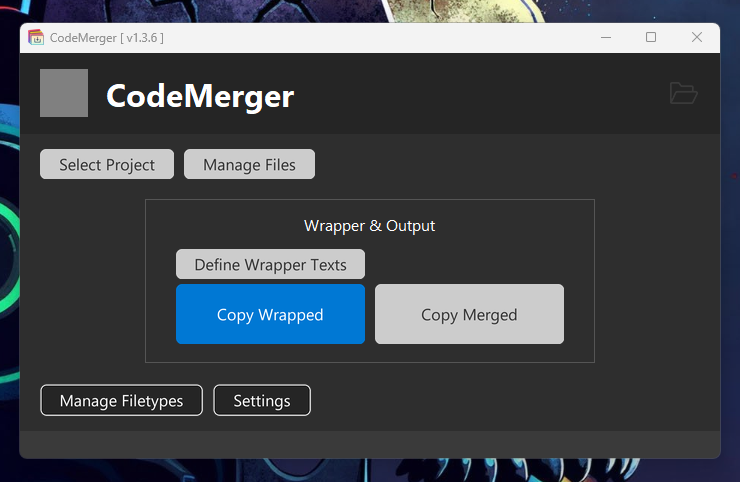 CodeMerger [ v1.3.6 ]
CodeMerger
Select Project
Manage Files
Wrapper & Output
Define Wrapper Texts
Copy Wrapped
Copy Merged
Manage Filetypes
Settings